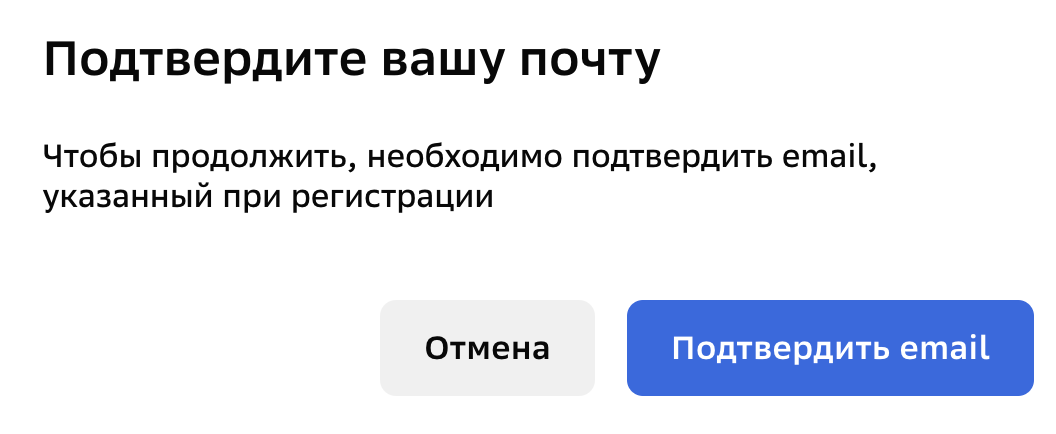 Подтвердите вашу почту
Чтобы продолжить, необходимо подтвердить email,
указанный при регистрации
Отмена
Подтвердить email